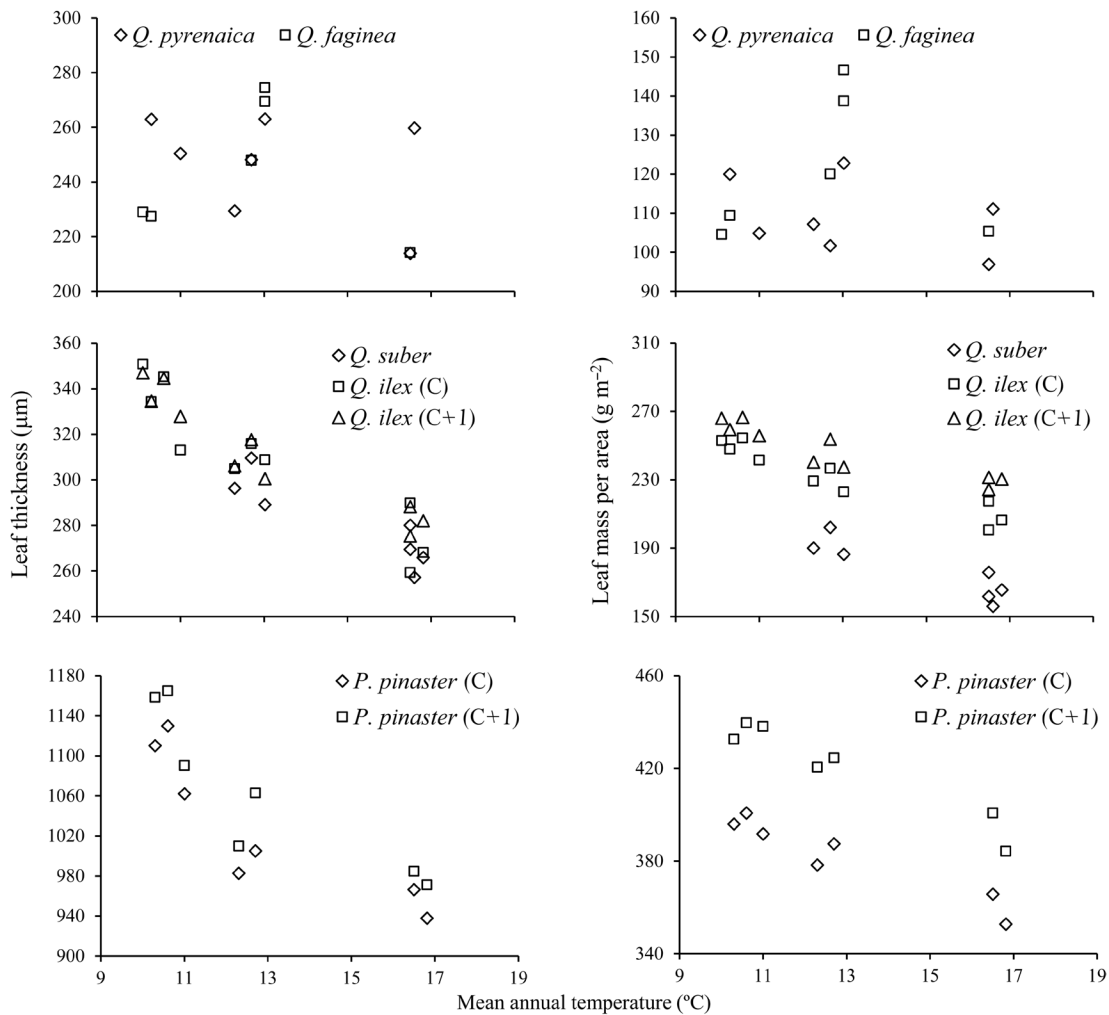 300
280
260
240
220
200
Q. pyrenaica Q. faginea
160
150
140
130
120
110
100
90
Q. pyrenaica Q. faginea
Leaf thickness (μm)
360
340
320
300
280
260
240
Q. suber
Q. ilex (C)
Q. ilex (C+1)
Leaf mass per area (g m–2)
310
270
230
190
150
Q. suber
Q. ilex (C)
Q. ilex (C+1)
1180
1140
1100
1060
1020
980
940
900
P. pinaster (C)
P. pinaster (C+1)
9 11 13 15 17 19
460
420
380
340
P. pinaster (C)
P. pinaster (C+1)
9 11 13 15 17 19
Mean annual temperature (ºC)